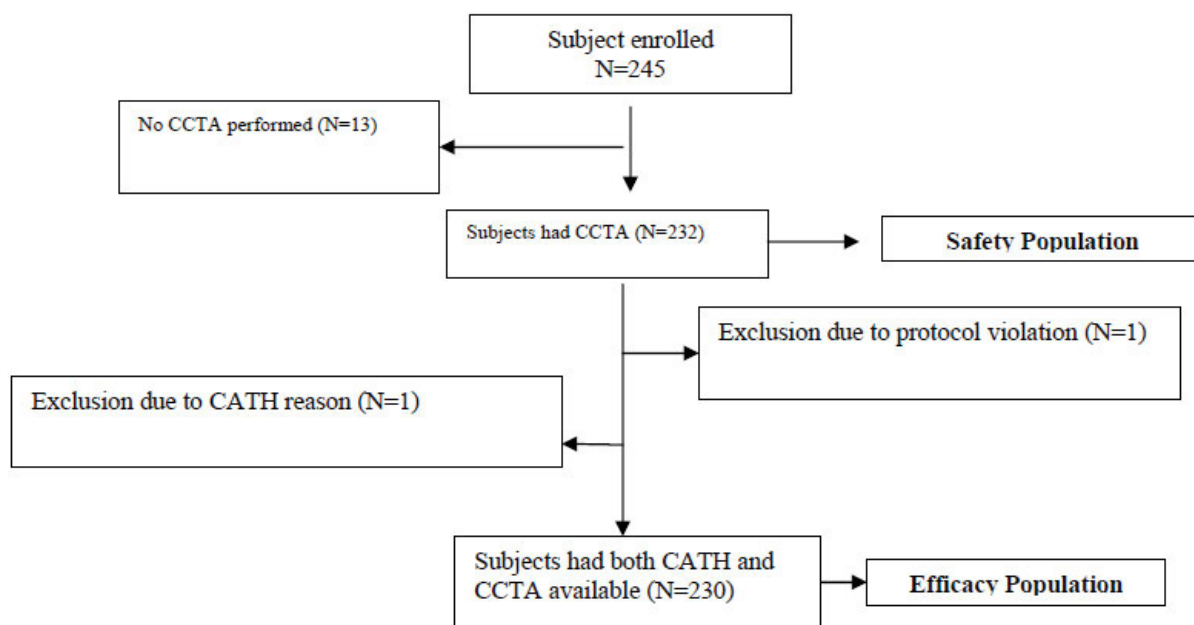 Subject enrolled
N=245
No CCTA performed (N=13)
Subjects had CCTA (N=232)
Safety Population
Exclusion due to protocol violation (N=1)
Exclusion due to CATH reason (N=1)
Subjects had both CATH and
CCTA available (N=230)
Efficacy Population